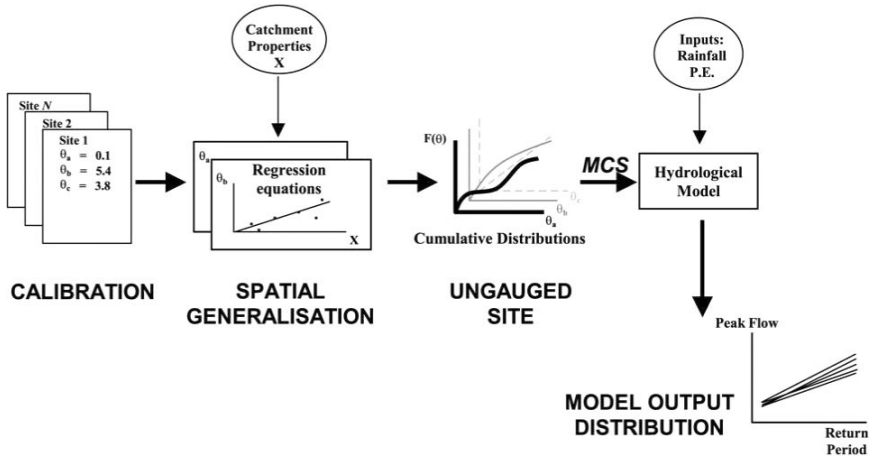 Catchment
Properties
X
Inputs:
Rainfall
P.E.
Site N
Site 2
Site 1
θa = 0.1
θb = 5.4
θc = 3.8
θa
θb
Regression
equations
X
F(θ)
θc
θb
θa
Cumulative Distributions
MCS
Hydrological
Model
CALIBRATION
SPATIAL
GENERALISATION
UNGAUGED
SITE
Peak Flow
Return
Period
MODEL OUTPUT
DISTRIBUTION